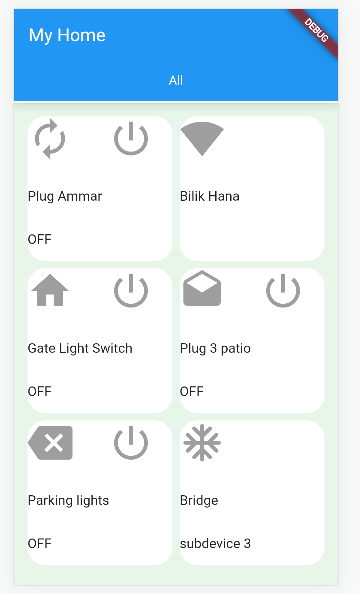 My Home
DEBUG
All
Plug Ammar
OFF
Bilik Hana
Gate Light Switch
OFF
Plug 3 patio
OFF
Parking lights
OFF
Bridge
subdevice 3